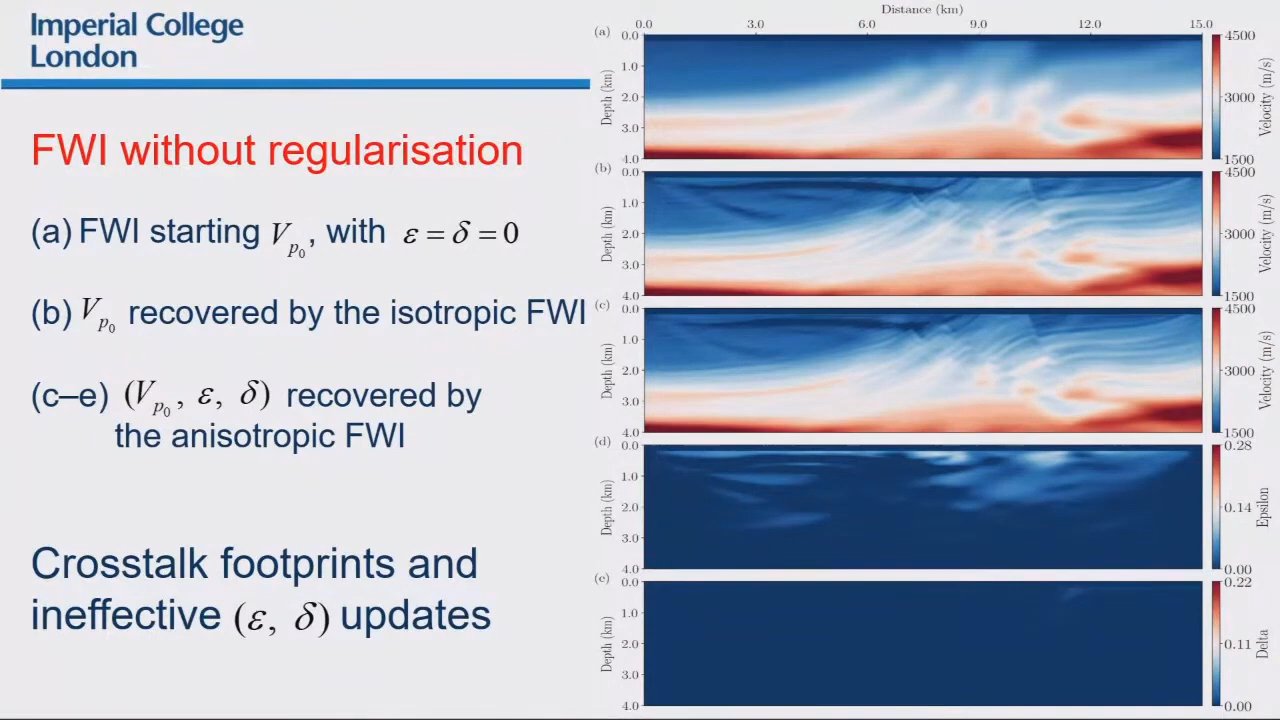 Imperial College
London
FWI without regularisation
(a) FWI starting Vp₀, with ε = δ = 0
(b) Vp₀ recovered by the isotropic FWI
(c–e) (Vp₀, ε, δ) recovered by
the anisotropic FWI
Crosstalk footprints and
ineffective (ε, δ) updates
Distance (km)
0.0 3.0 6.0 9.0 12.0 15.0
(a)
0.0
1.0
2.0
3.0
4.0
Depth (km)
4500
3000
1500
Velocity (m/s)
(b)
0.0
1.0
2.0
3.0
4.0
Depth (km)
4500
3000
1500
Velocity (m/s)
(c)
0.0
1.0
2.0
3.0
4.0
Depth (km)
4500
3000
1500
Velocity (m/s)
(d)
0.0
1.0
2.0
3.0
4.0
Depth (km)
0.28
0.14
0.00
Epsilon
(e)
0.0
1.0
2.0
3.0
4.0
Depth (km)
0.22
0.11
0.00
Delta